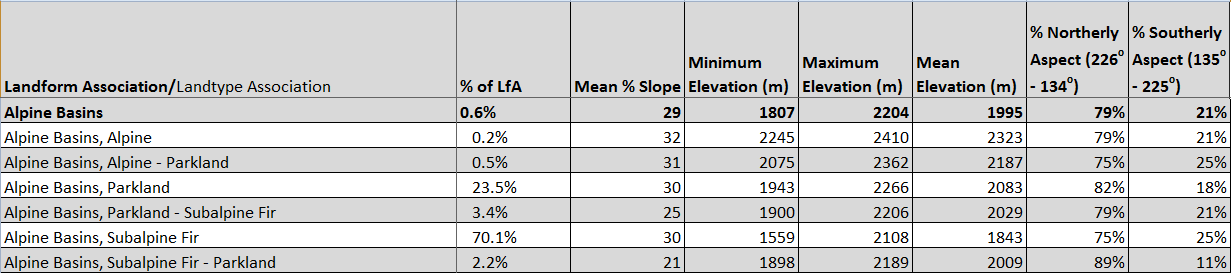 Landform Association/Landtype Association | % of LfA | Mean % Slope | Minimum Elevation (m) | Maximum Elevation (m) | Mean Elevation (m) | % Northerly Aspect (226o - 134o) | % Southerly Aspect (135o - 225o)
Alpine Basins | 0.6% | 29 | 1807 | 2204 | 1995 | 79% | 21%
Alpine Basins, Alpine | 0.2% | 32 | 2245 | 2410 | 2323 | 79% | 21%
Alpine Basins, Alpine - Parkland | 0.5% | 31 | 2075 | 2362 | 2187 | 75% | 25%
Alpine Basins, Parkland | 23.5% | 30 | 1943 | 2266 | 2083 | 82% | 18%
Alpine Basins, Parkland - Subalpine Fir | 3.4% | 25 | 1900 | 2206 | 2029 | 79% | 21%
Alpine Basins, Subalpine Fir | 70.1% | 30 | 1559 | 2108 | 1843 | 75% | 25%
Alpine Basins, Subalpine Fir - Parkland | 2.2% | 21 | 1898 | 2189 | 2009 | 89% | 11%